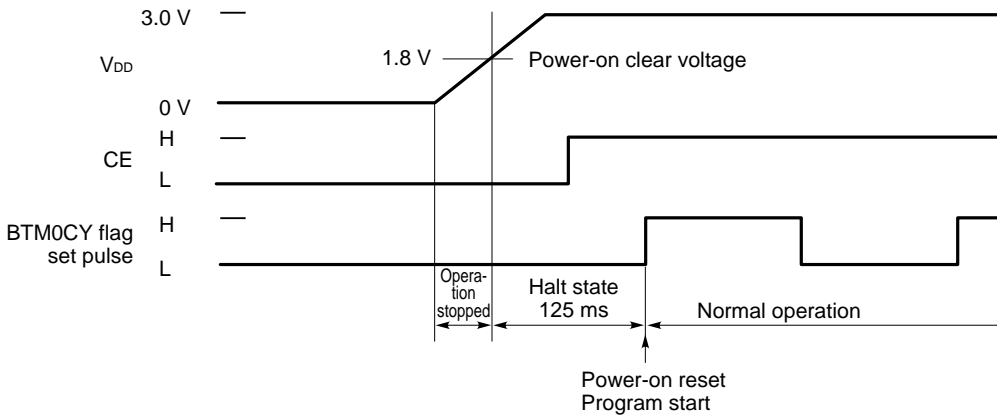 3.0 V
1.8 V
Power-on clear voltage
VDD
0 V
H
CE
L
H
BTM0CY flag
set pulse
L
Opera-
tion
stopped
Halt state
125 ms
Normal operation
Power-on reset
Program start